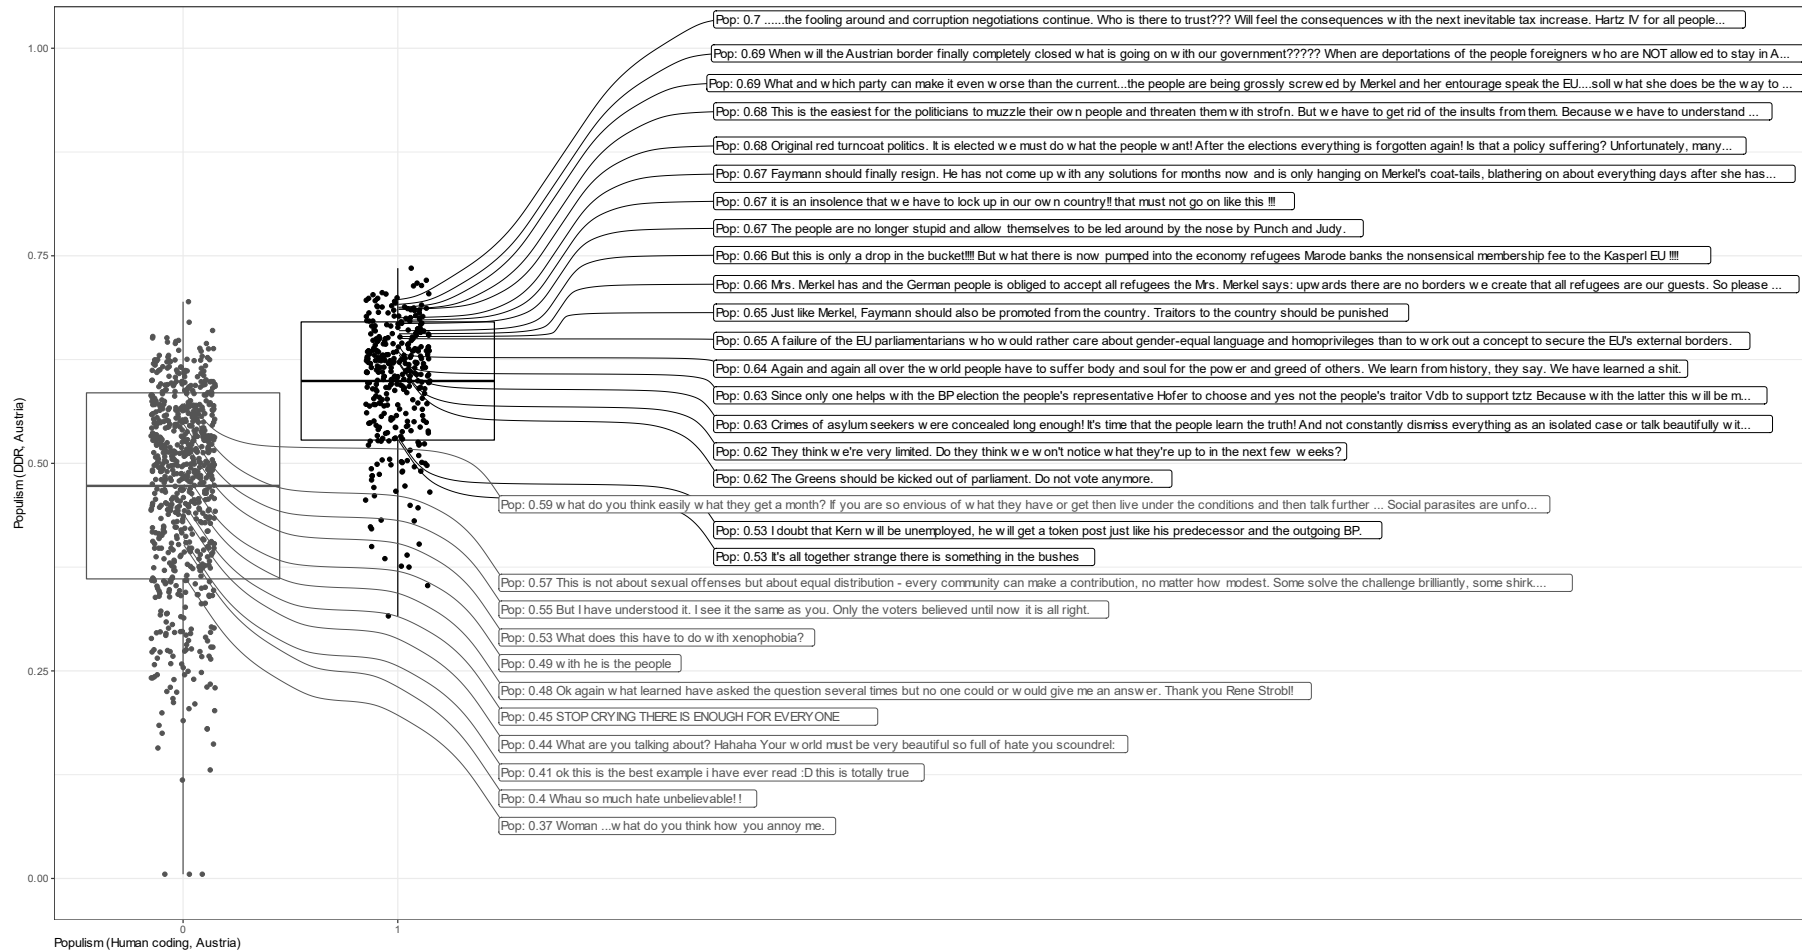 Pop: 0.7 ......the fooling around and corruption negotiations continue. Who is there to trust??? Will feel the consequences with the next inevitable tax increase. Hartz IV for all people...
1.00
Pop: 0.69 When will the Austrian border finally completely closed what is going on with our government????? When are deportations of the people foreigners who are NOT allowed to stay in A...
Pop: 0.69 What and which party can make it even worse than the current...the people are being grossly screwed by Merkel and her entourage speak the EU....soll what she does be the way to ...
Pop: 0.68 This is the easiest for the politicians to muzzle their own people and threaten them with strofn. But we have to get rid of the insults from them. Because we have to understand ...
Pop: 0.68 Original red turncoat politics. It is elected we must do what the people want! After the elections everything is forgotten again! Is that a policy suffering? Unfortunately, many...
Pop: 0.67 Faymann should finally resign. He has not come up with any solutions for months now and is only hanging on Merkel's coat-tails, blathering on about everything days after she has...
Pop: 0.67 it is an insolence that we have to lock up in our own country!! that must not go on like this !!!
Pop: 0.67 The people are no longer stupid and allow themselves to be led around by the nose by Punch and Judy.
0.75
Pop: 0.66 But this is only a drop in the bucket!!!! But what there is now pumped into the economy refugees Marode banks the nonsensical membership fee to the Kasperl EU !!!!
Pop: 0.66 Mrs. Merkel has and the German people is obliged to accept all refugees the Mrs. Merkel says: upwards there are no borders we create that all refugees are our guests. So please ...
Pop: 0.65 Just like Merkel, Faymann should also be promoted from the country. Traitors to the country should be punished
Pop: 0.65 A failure of the EU parliamentarians who would rather care about gender-equal language and homoprivileges than to work out a concept to secure the EU's external borders.
Pop: 0.64 Again and again all over the world people have to suffer body and soul for the power and greed of others. We learn from history, they say. We have learned a shit.
Pop: 0.63 Since only one helps with the BP election the people's representative Hofer to choose and yes not the people's traitor Vdb to support tztz Because with the latter this will be m...
Pop: 0.63 Crimes of asylum seekers were concealed long enough! It's time that the people learn the truth! And not constantly dismiss everything as an isolated case or talk beautifully wit...
Pop: 0.62 They think we're very limited. Do they think we won't notice what they're up to in the next few weeks?
0.50
Pop: 0.62 The Greens should be kicked out of parliament. Do not vote anymore.
Pop: 0.59 what do you think easily what they get a month? If you are so envious of what they have or get then live under the conditions and then talk further ... Social parasites are unfo...
Pop: 0.53 I doubt that Kern will be unemployed, he will get a token post just like his predecessor and the outgoing BP.
Pop: 0.53 It's all together strange there is something in the bushes
Pop: 0.57 This is not about sexual offenses but about equal distribution - every community can make a contribution, no matter how modest. Some solve the challenge brilliantly, some shirk....
Pop: 0.55 But I have understood it. I see it the same as you. Only the voters believed until now it is all right.
Pop: 0.53 What does this have to do with xenophobia?
Pop: 0.49 with he is the people
0.25
Pop: 0.48 Ok again what learned have asked the question several times but no one could or would give me an answer. Thank you Rene Strobl!
Pop: 0.45 STOP CRYING THERE IS ENOUGH FOR EVERYONE
Pop: 0.44 What are you talking about? Hahaha Your world must be very beautiful so full of hate you scoundrel:
Pop: 0.41 ok this is the best example i have ever read :D this is totally true
Pop: 0.4 Whau so much hate unbelievable! !
Pop: 0.37 Woman ...what do you think how you annoy me.
0.00
Populism (DDR, Austria)
0
1
Populism (Human coding, Austria)